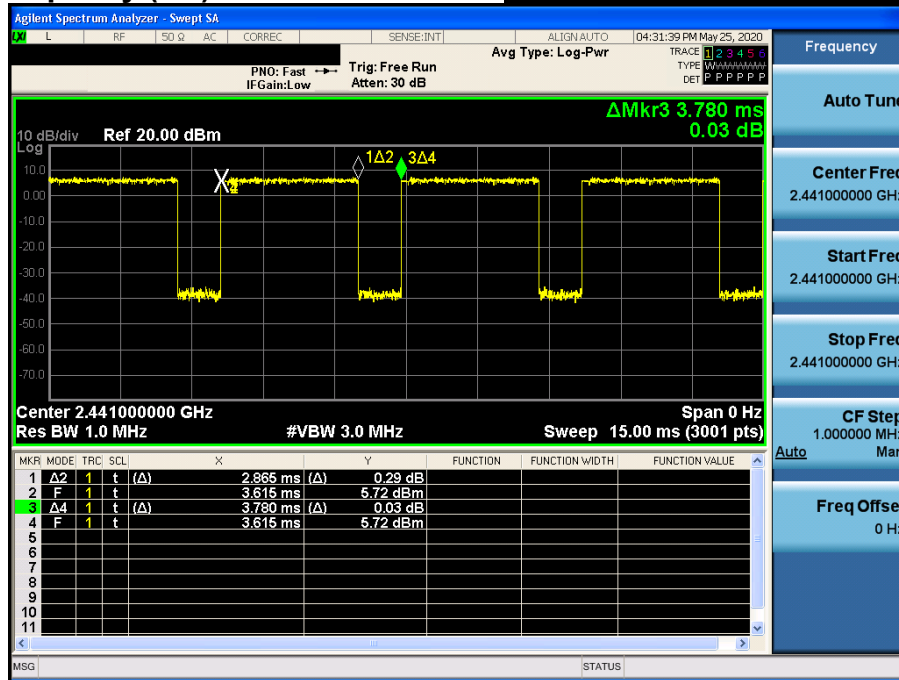 Agilent Spectrum Analyzer - Swept SA
LXI L RF 50 Ω AC CORREC SENSE:INT ALIGN AUTO 04:31:39 PM May 25, 2020
Avg Type: Log-Pwr TRACE 1 2 3 4 5 6
PNO: Fast Trig: Free Run TYPE
IFGain:Low Atten: 30 dB DET P P P P P P
ΔMkr3 3.780 ms
10 dB/div Ref 20.00 dBm 0.03 dB
Log
1Δ2 3Δ4
10.0
X
0.00
-10.0
-20.0
-30.0
-40.0
-50.0
-60.0
-70.0
Center 2.441000000 GHz Span 0 Hz
Res BW 1.0 MHz #VBW 3.0 MHz Sweep 15.00 ms (3001 pts)
MKR MODE TRC SCL X Y FUNCTION FUNCTION WIDTH FUNCTION VALUE
1 Δ2 1 t (Δ) 2.865 ms (Δ) 0.29 dB
2 F 1 t 3.615 ms 5.72 dBm
3 Δ4 1 t (Δ) 3.780 ms (Δ) 0.03 dB
4 F 1 t 3.615 ms 5.72 dBm
5
6
7
8
9
10
11
MSG STATUS
Frequency
Auto Tun
Center Fre
2.441000000 GH
Start Fre
2.441000000 GH
Stop Fre
2.441000000 GH
CF Step
1.000000 MH
Auto Ma
Freq Offse
0 H